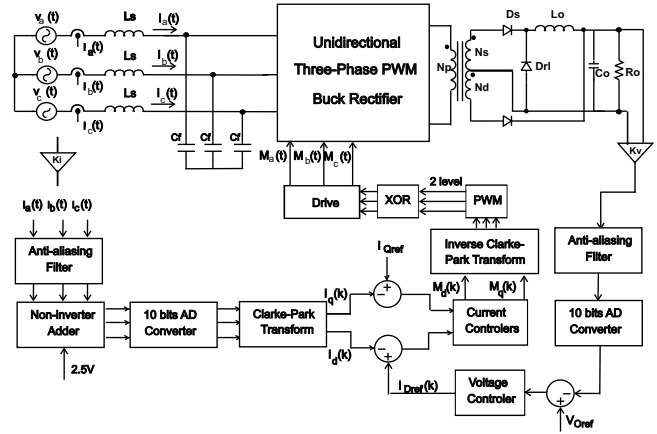 va(t)
Ls
Ia(t)
Ia(t)
vb(t)
Ls
Ib(t)
Ib(t)
vc(t)
Ls
Ic(t)
Ic(t)
Unidirectional
Three-Phase PWM
Buck Rectifier
Np
Ns
Nd
Ds
Lo
Drl
Co
Ro
Cf
Cf
Cf
Ma(t)
Mb(t)
Mc(t)
Ki
Kv
Ia(t)
Ib(t)
Ic(t)
Drive
XOR
2 level
PWM
Inverse Clarke-
Park Transform
Anti-aliasing
Filter
Anti-aliasing
Filter
I Qref
Md(k)
Mq(k)
Non-Inverter
Adder
10 bits AD
Converter
Clarke-Park
Transform
Iq(k)
Id(k)
Current
Controlers
10 bits AD
Converter
2.5V
I Dref(k)
Voltage
Controler
VOref